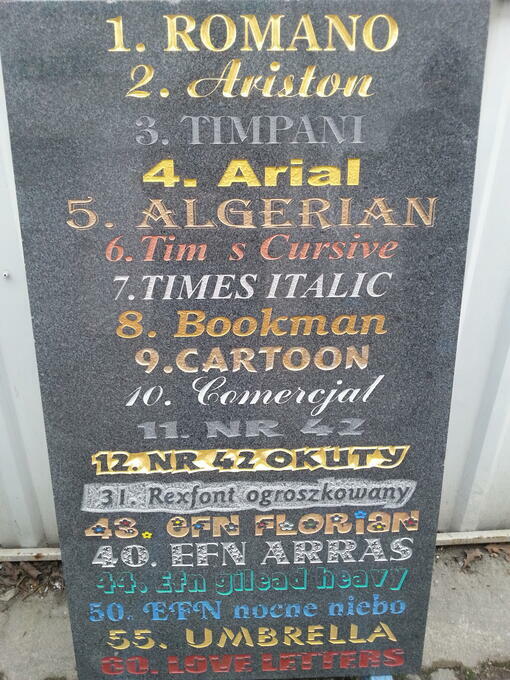 1. ROMANO
2. Ariston
3. TIMPANI
4. Arial
5. ALGERIAN
6. Tim s Cursive
7. TIMES ITALIC
8. Bookman
9. CARTOON
10. Comercjal
11. NR 42
12. NR 42 OKUTY
31. Rexfont ogroszkowany
43. EFN FLORIAN
40. EFN ARRAS
44. Efn gilead heavy
50. EFN nocne niebo
55. UMBRELLA
60. LOVE LETTERS